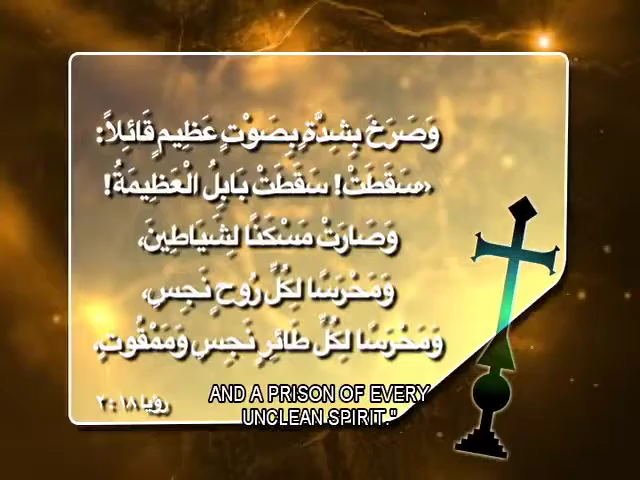 وَصَرَخَ بِشِدَّةٍ بِصَوْتٍ عَظِيمٍ قَائِلاً:
«سَقَطَتْ! سَقَطَتْ بَابِلُ الْعَظِيمَةُ!
وَصَارَتْ مَسْكَنًا لِشَيَاطِينَ،
وَمَحْرَسًا لِكُلِّ رُوحٍ نَجِسٍ،
وَمَحْرَسًا لِكُلِّ طَائِرٍ نَجِسٍ وَمَمْقُوتٍ،
رؤيا ١٨: ٢
AND A PRISON OF EVERY
UNCLEAN SPIRIT."